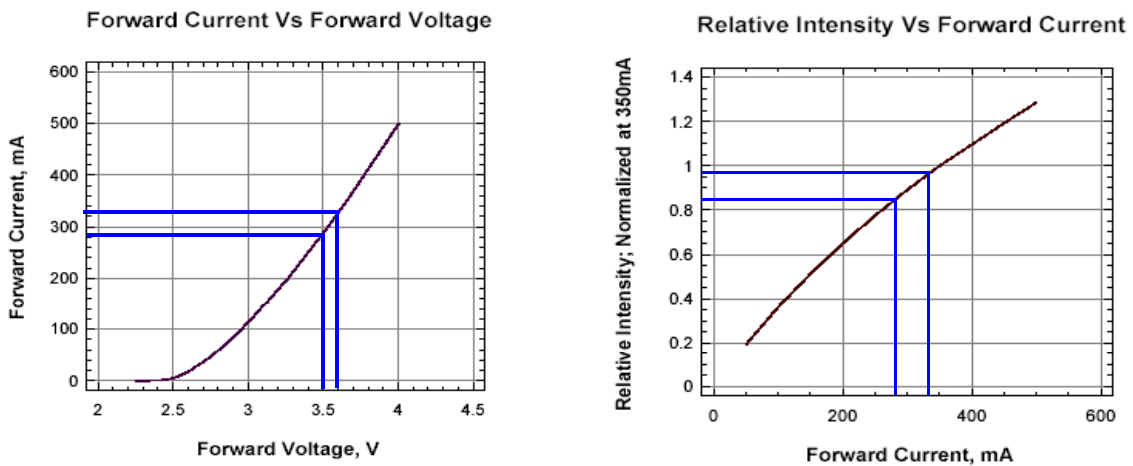 Forward Current Vs Forward Voltage
Forward Current, mA
600
500
400
300
200
100
0
2 2.5 3 3.5 4 4.5
Forward Voltage, V
Relative Intensity Vs Forward Current
Relative Intensity; Normalized at 350mA
1.4
1.2
1
0.8
0.6
0.4
0.2
0
0 200 400 600
Forward Current, mA